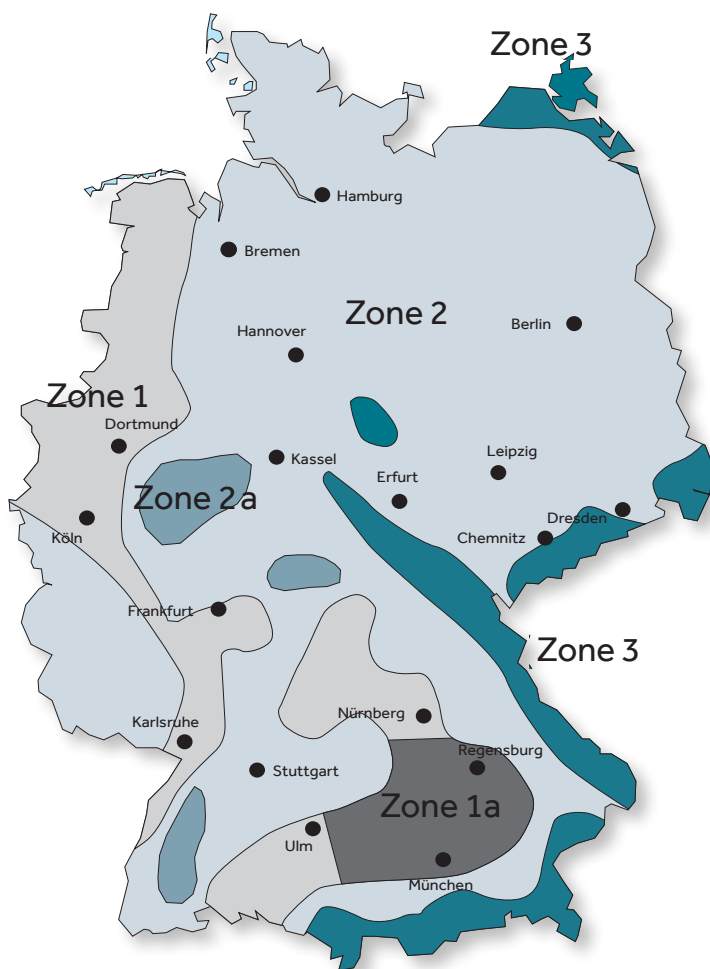 Zone 3
Hamburg
Bremen
Zone 2
Berlin
Hannover
Zone 1
Dortmund
Kassel
Leipzig
Erfurt
Zone 2a
Dresden
Köln
Chemnitz
Frankfurt
Zone 3
Nürnberg
Karlsruhe
Regensburg
Stuttgart
Zone 1a
Ulm
München